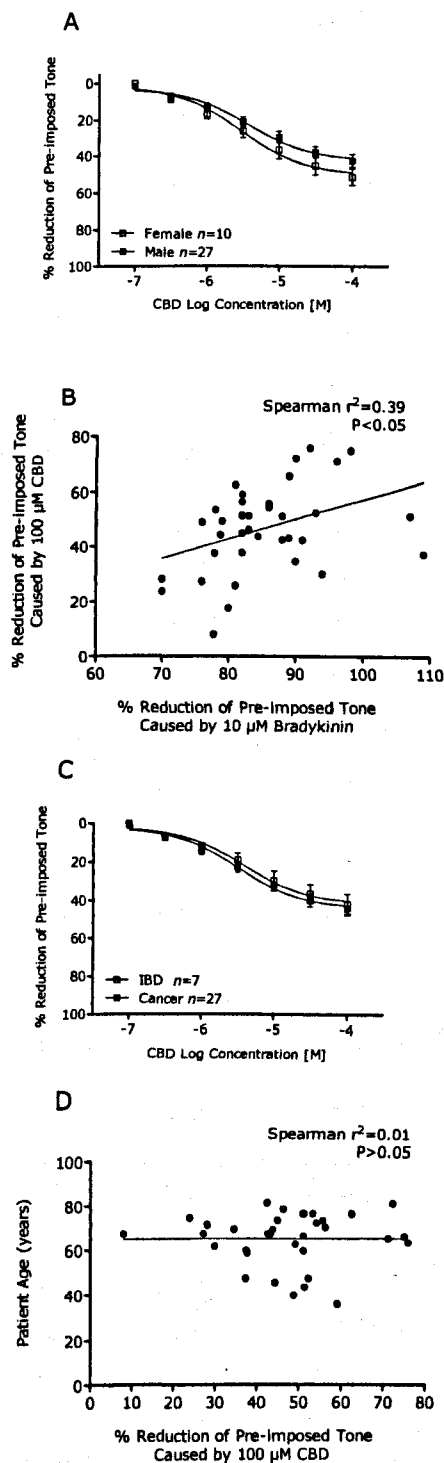 A
% Reduction of Pre-imposed Tone
0
20
40
60
80
100
Female n=10
Male n=27
-7
-6
-5
-4
CBD Log Concentration [M]
B
Spearman r²=0.39
P<0.05
% Reduction of Pre-imposed Tone
Caused by 100 µM CBD
80
60
40
20
0
60
70
80
90
100
109
% Reduction of Pre-Imposed Tone
Caused by 10 µM Bradykinin
C
% Reduction of Pre-imposed Tone
0
20
40
60
80
100
IBD n=7
Cancer n=27
-7
-6
-5
-4
CBD Log Concentration [M]
D
Spearman r²=0.01
P>0.05
Patient Age (years)
100
80
60
40
20
0
0
10
20
30
40
50
60
70
80
% Reduction of Pre-Imposed Tone
Caused by 100 µM CBD